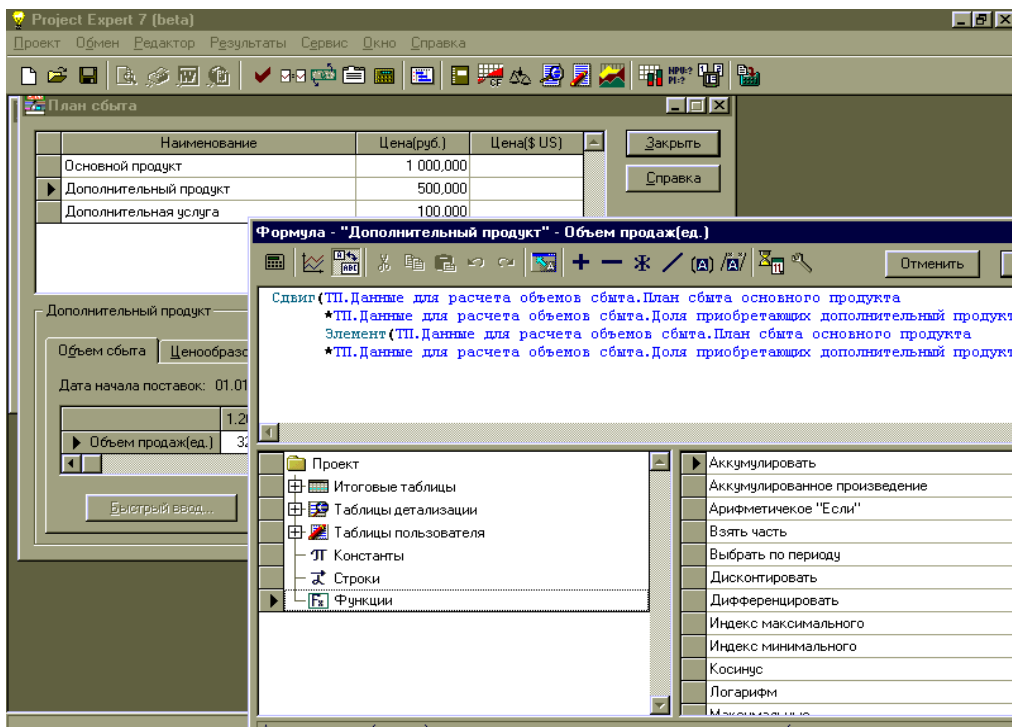 Project Expert 7 (beta)
Проект Обмен Редактор Результаты Сервис Окно Справка
NPU=? PI=?
План сбыта
Наименование Цена(руб.) Цена($ US)
Закрыть
Основной продукт 1 000,000
Справка
Дополнительный продукт 500,000
Дополнительная услуга 100,000
Формула - "Дополнительный продукт" - Объем продаж(ед.)
Отменить
Сдвиг(ТП.Данные для расчета объемов сбыта.План сбыта основного продукта
*ТП.Данные для расчета объемов сбыта.Доля приобретающих дополнительный продукт
Элемент(ТП.Данные для расчета объемов сбыта.План сбыта основного продукта
*ТП.Данные для расчета объемов сбыта.Доля приобретающих дополнительный продукт
Дополнительный продукт
Объем сбыта Ценообразо
Дата начала поставок: 01.01
1.20
Объем продаж(ед.) 32
Быстрый ввод...
Проект
Итоговые таблицы
Таблицы детализации
Таблицы пользователя
Константы
Строки
Функции
Аккумулировать
Аккумулированное произведение
Арифметичекое "Если"
Взять часть
Выбрать по периоду
Дисконтировать
Дифференцировать
Индекс максимального
Индекс минимального
Косинус
Логарифм